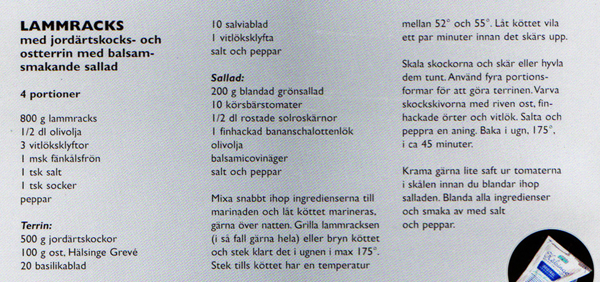 LAMMRACKS
med jordärtskocks- och
ostterrin med balsam-
smakande sallad
4 portioner
800 g lammracks
1/2 dl olivolja
3 vitlöksklyftor
1 msk fänkålsfrön
1 tsk salt
1 tsk socker
peppar
Terrin:
500 g jordärtskockor
100 g ost, Hälsinge Grevé
20 basilikablad
10 salviablad
1 vitlöksklyfta
salt och peppar
Sallad:
200 g blandad grönsallad
10 körsbärstomater
1/2 dl rostade solroskärnor
1 finhackad bananschalottenlök
olivolja
balsamicovinäger
salt och peppar
Mixa snabbt ihop ingredienserna till
marinaden och låt köttet marineras,
gärna över natten. Grilla lammracksen
(i så fall gärna hela) eller bryn köttet
och stek klart det i ugnen i max 175°.
Stek tills köttet har en temperatur
mellan 52° och 55°. Låt köttet vila
ett par minuter innan det skärs upp.
Skala skockorna och skär eller hyvla
dem tunt. Använd fyra portions-
formar för att göra terrinen. Varva
skockskivorna med riven ost, fin-
hackade örter och vitlök. Salta och
peppra en aning. Baka i ugn, 175°,
i ca 45 minuter.
Krama gärna lite saft ur tomaterna
i skålen innan du blandar ihop
salladen. Blanda alla ingredienser
och smaka av med salt
och peppar.